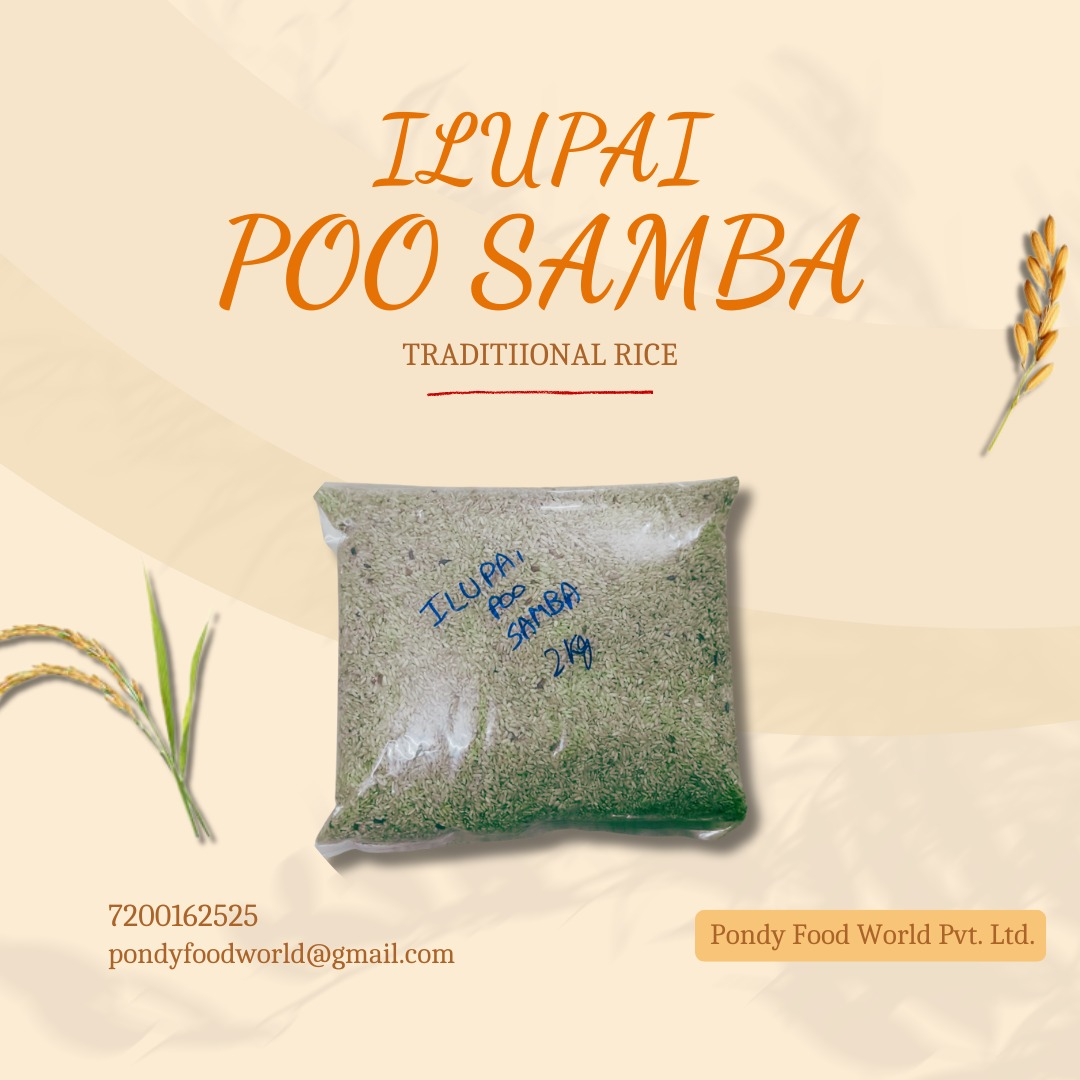 ILUPAI
POO SAMBA
TRADITIIONAL RICE
ILUPAI
POO
SAMBA
2Kg
7200162525
pondyfoodworld@gmail.com
Pondy Food World Pvt. Ltd.